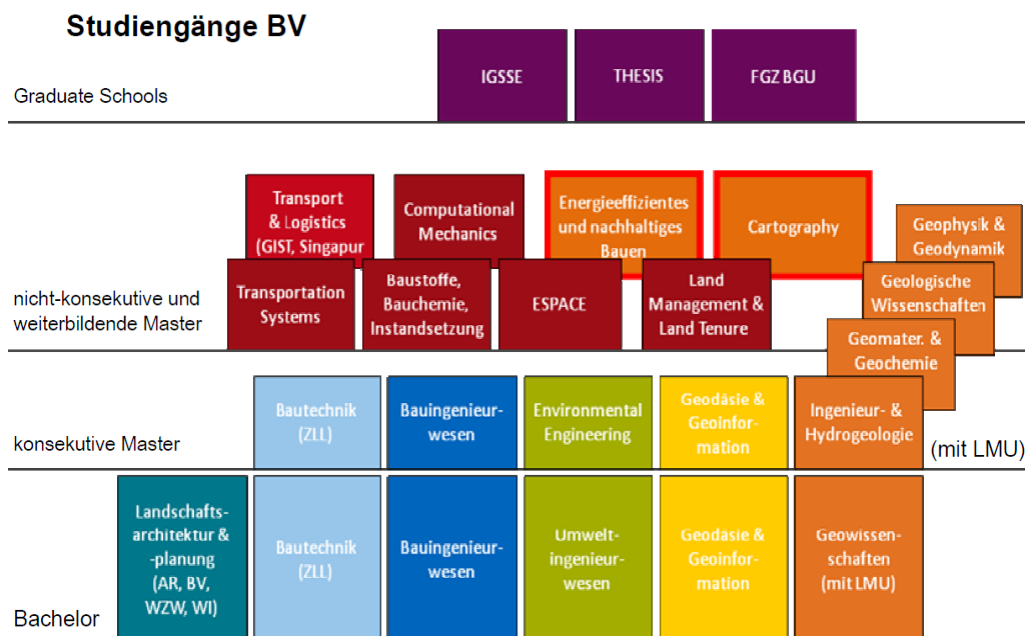 Studiengänge BV
Graduate Schools
IGSSE
THESIS
FGZ BGU
nicht-konsekutive und
weiterbildende Master
Transport
& Logistics
(GIST, Singapur
Computational
Mechanics
Energieeffizientes
und nachhaltiges
Bauen
Cartography
Geophysik &
Geodynamik
Transportation
Systems
Baustoffe,
Bauchemie,
Instandsetzung
ESPACE
Land
Management &
Land Tenure
Geologische
Wissenschaften
Geomater. &
Geochemie
konsekutive Master
Bautechnik
(ZLL)
Bauingenieur-
wesen
Environmental
Engineering
Geodäsie &
Geoinfor-
mation
Ingenieur- &
Hydrogeologie
(mit LMU)
Bachelor
Landschafts-
architektur &
-planung
(AR, BV,
WZW, WI)
Bautechnik
(ZLL)
Bauingenieur-
wesen
Umwelt-
ingenieur-
wesen
Geodäsie &
Geoinfor-
mation
Geowissen-
schaften
(mit LMU)